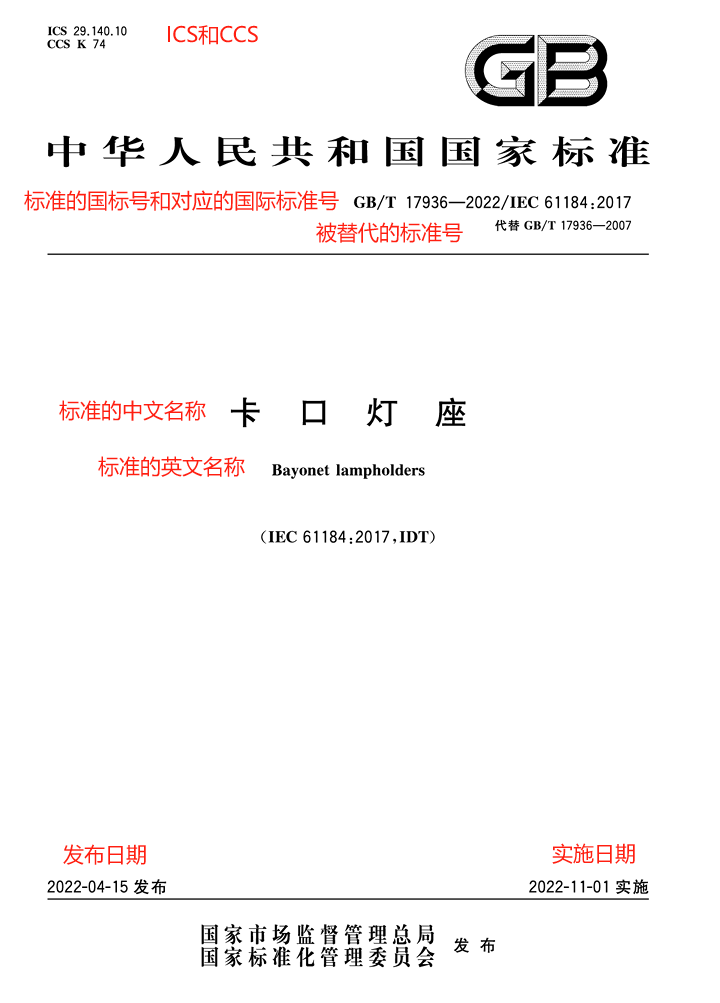 ICS 29.140.10
CCS K 74
ICS和CCS
GB
中华人民共和国国家标准
标准的国标号和对应的国际标准号 GB/T 17936—2022/IEC 61184:2017
被替代的标准号 代替 GB/T 17936—2007
标准的中文名称 卡口灯座
标准的英文名称 Bayonet lampholders
(IEC 61184:2017,IDT)
发布日期 实施日期
2022-04-15 发布 2022-11-01 实施
国家市场监督管理总局
国家标准化管理委员会 发布